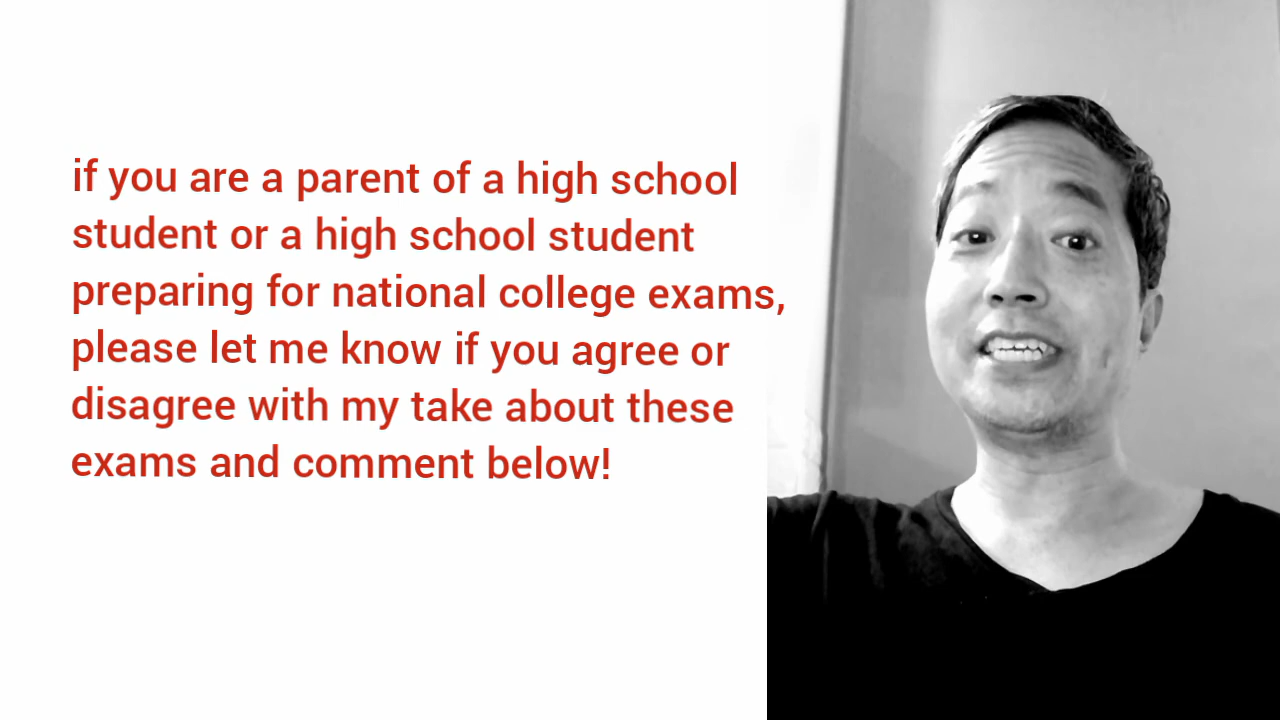 if you are a parent of a high school
student or a high school student
preparing for national college exams,
please let me know if you agree or
disagree with my take about these
exams and comment below!